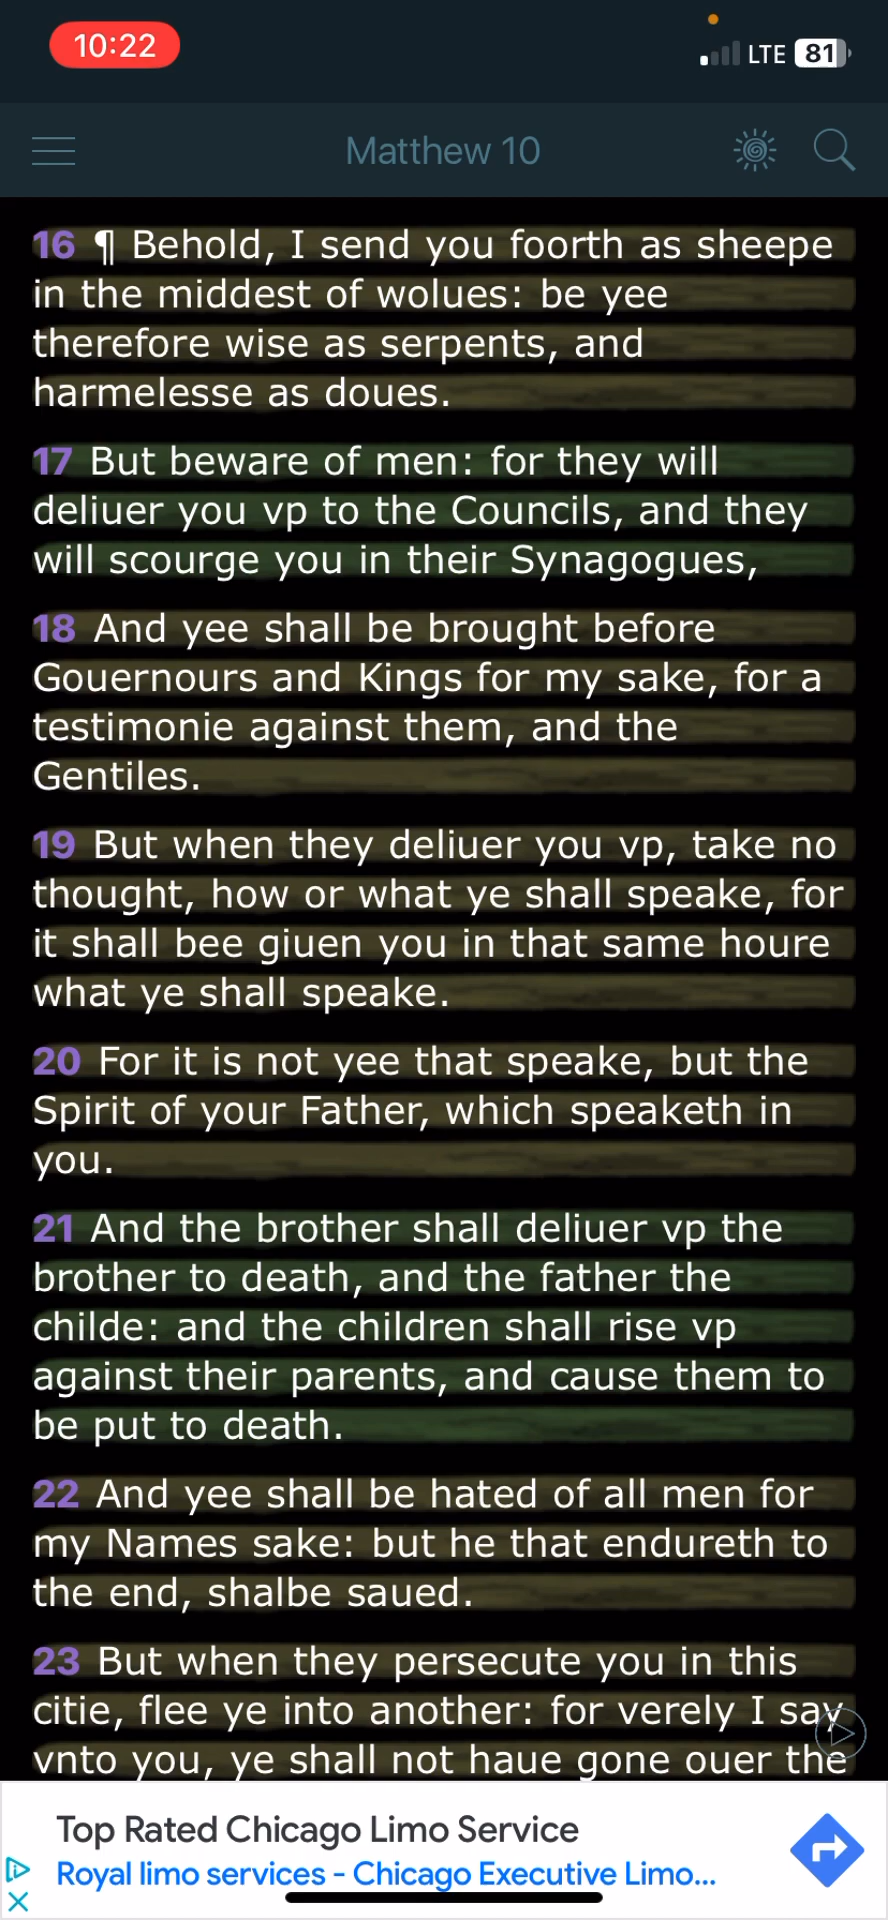 10:22
LTE 81
Matthew 10
16 ¶ Behold, I send you foorth as sheepe
in the middest of wolues: be yee
therefore wise as serpents, and
harmelesse as doues.
17 But beware of men: for they will
deliuer you vp to the Councils, and they
will scourge you in their Synagogues,
18 And yee shall be brought before
Gouernours and Kings for my sake, for a
testimonie against them, and the
Gentiles.
19 But when they deliuer you vp, take no
thought, how or what ye shall speake, for
it shall bee giuen you in that same houre
what ye shall speake.
20 For it is not yee that speake, but the
Spirit of your Father, which speaketh in
you.
21 And the brother shall deliuer vp the
brother to death, and the father the
childe: and the children shall rise vp
against their parents, and cause them to
be put to death.
22 And yee shall be hated of all men for
my Names sake: but he that endureth to
the end, shalbe saued.
23 But when they persecute you in this
citie, flee ye into another: for verely I say
vnto you, ye shall not haue gone ouer the
Top Rated Chicago Limo Service
Royal limo services - Chicago Executive Limo...